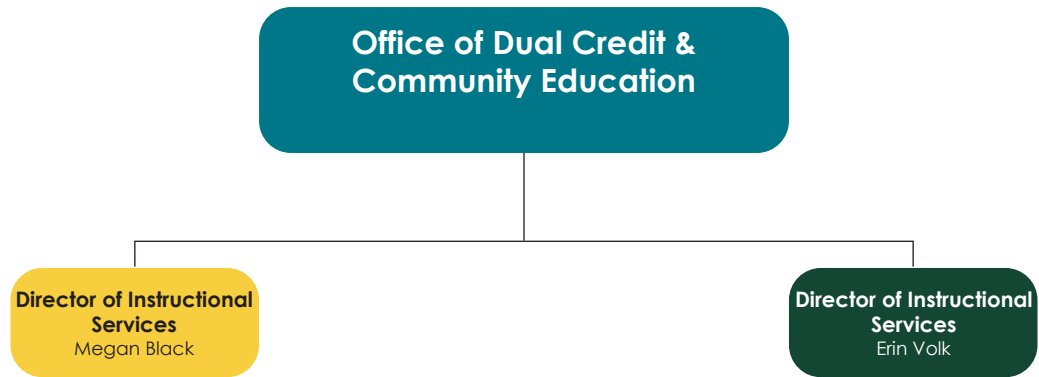 Office of Dual Credit &
Community Education
Director of Instructional
Services
Megan Black
Director of Instructional
Services
Erin Volk